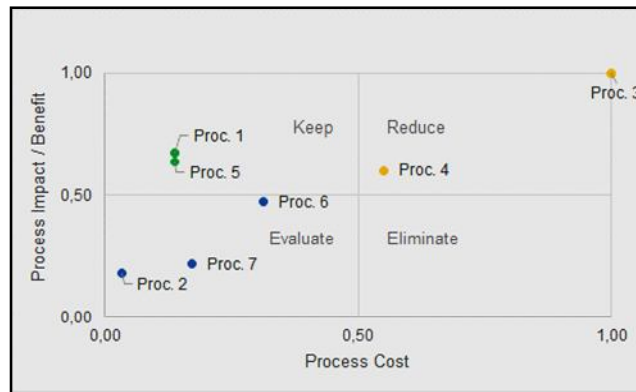 1,00
Proc. 3
Keep
Reduce
Proc. 1
Proc. 5
Proc. 4
0,50
Proc. 6
Evaluate
Eliminate
Proc. 7
Proc. 2
0,00
0,00
0,50
1,00
Process Cost
Process Impact / Benefit